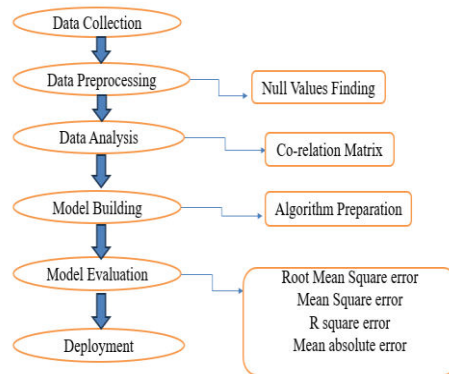 Data Collection
Data Preprocessing
Null Values Finding
Data Analysis
Co-relation Matrix
Model Building
Algorithm Preparation
Model Evaluation
Root Mean Square error
Mean Square error
R square error
Mean absolute error
Deployment